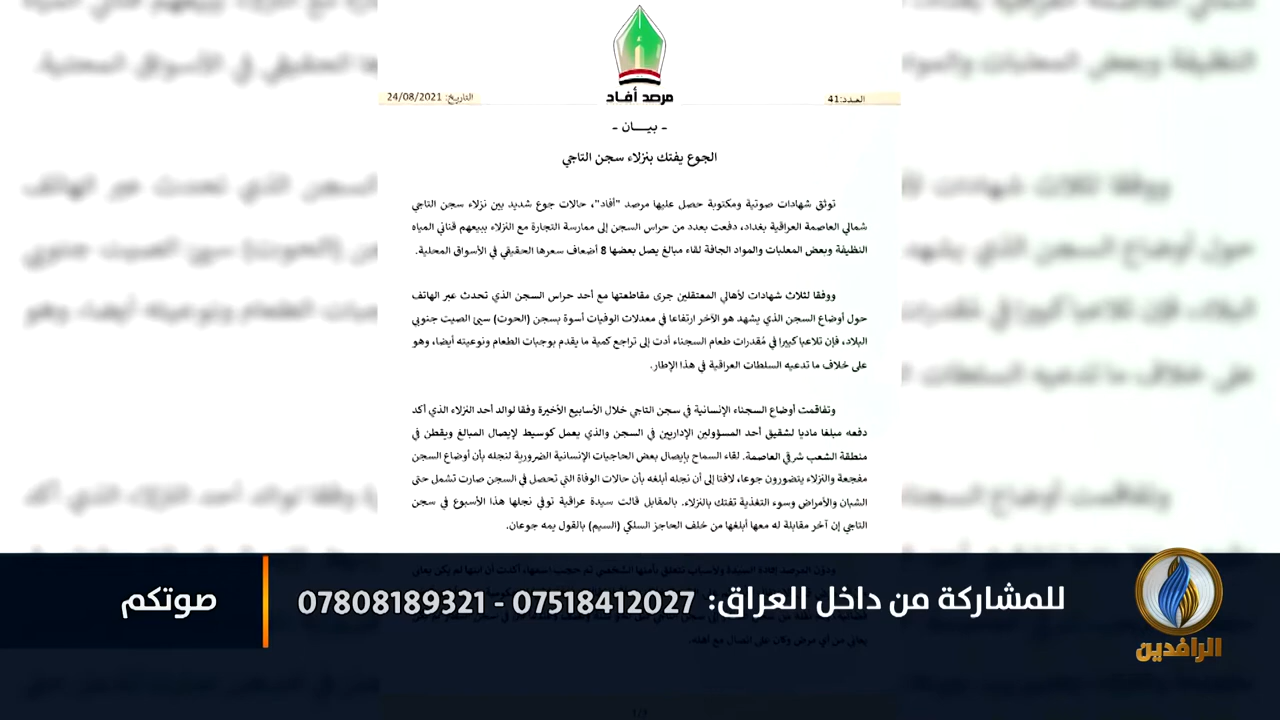 مرصد أفاد
العدد:41
التاريخ: 24/08/2021
- بيـــان -
الجوع يفتك بنزلاء سجن التاجي
توثق شهادات صوتية ومكتوبة حصل عليها مرصد "أفاد"، حالات جوع شديد بين نزلاء سجن التاجي
شمالي العاصمة العراقية بغداد، دفعت بعدد من حراس السجن إلى ممارسة التجارة مع النزلاء ببيعهم قناني المياه
النظيفة وبعض المعلبات والمواد الجافة لقاء مبالغ يصل بعضها 8 أضعاف سعرها الحقيقي في الأسواق المحلية.
ووفقا لثلاث شهادات لأهالي المعتقلين جرى مقاطعتها مع أحد حراس السجن الذي تحدث عبر الهاتف
حول أوضاع السجن الذي يشهد هو الآخر ارتفاعا في معدلات الوفيات أسوة بسجن (الحوت) سيئ الصيت جنوبي
البلاد، فإن تلاعبا كبيرا في مُقدرات طعام السجناء أدت إلى تراجع كمية ما يقدم بوجبات الطعام ونوعيته أيضا، وهو
على خلاف ما تدعيه السلطات العراقية في هذا الإطار.
وتفاقمت أوضاع السجناء الإنسانية في سجن التاجي خلال الأسابيع الأخيرة وفقا لوالد أحد النزلاء الذي أكد
دفعه مبلغا ماديا لشقيق أحد المسؤولين الإداريين في السجن والذي يعمل كوسيط لإيصال المبالغ ويقطن في
منطقة الشعب شرقي العاصمة. لقاء السماح بإيصال بعض الحاجيات الإنسانية الضرورية لنجله بأن أوضاع السجن
مفجعة والنزلاء يتضورون جوعا، لافتا إلى أن نجله أبلغه بأن حالات الوفاة التي تحصل في السجن صارت تشمل حتى
الشبان والأمراض وسوء التغذية تفتك بالنزلاء. بالمقابل قالت سيدة عراقية توفي نجلها هذا الأسبوع في سجن
التاجي إن آخر مقابلة له معها أبلغها من خلف الحاجز السلكي (السيم) بالقول يمه جوعان.
للمشاركة من داخل العراق: 07518412027 - 07808189321
صوتكم
الرافدين